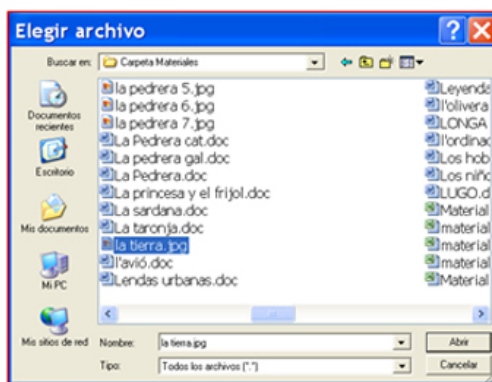 Elegir archivo
Buscar en: Carpeta Materiales
Documentos recientes
Escritorio
Mis documentos
Mi PC
Mis sitios de red
la pedrera 5.jpg
la pedrera 6.jpg
la pedrera 7.jpg
La Pedrera cat.doc
La pedrera gal.doc
La Pedrera.doc
La princesa y el frijol.doc
La sardana.doc
La taronja.doc
la tierra.jpg
l'avió.doc
Lendas urbanas.doc
Leyenda
l'olivera
LONGA
l'ordinad
Los hob
Los niño
LUGO.d
Material
material
material
material
Material
Nombre: la tierra.jpg Abrir
Tipo: Todos los archivos (*.*) Cancelar